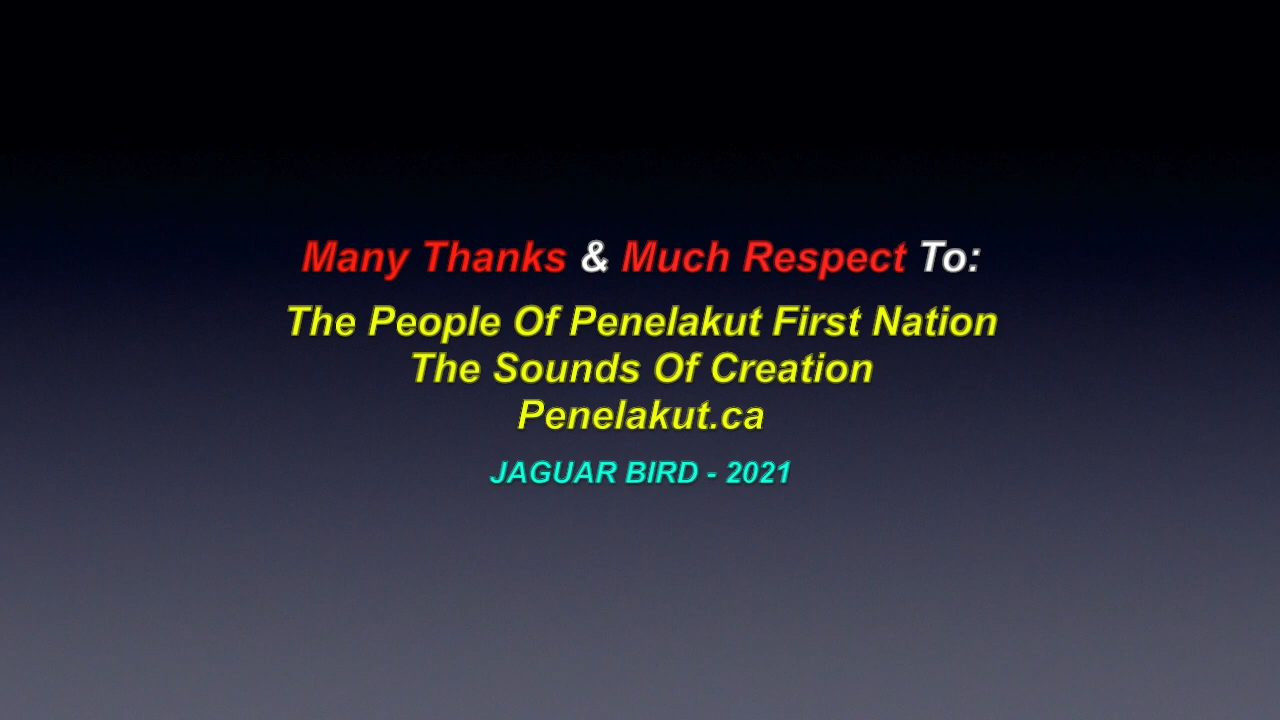 Many Thanks & Much Respect To:
The People Of Penelakut First Nation
The Sounds Of Creation
Penelakut.ca
JAGUAR BIRD - 2021